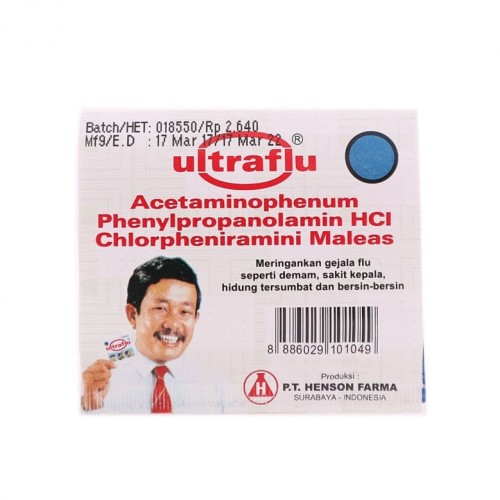 Batch/HET: 018550/Rp 2.640
Mfg/E.D : 17 Mar 17/17 Mar 22
ultraflu ®
Acetaminophenum
Phenylpropanolamin HCl
Chlorpheniramini Maleas
Meringankan gejala flu
seperti demam, sakit kepala,
hidung tersumbat dan bersin-bersin
ultraflu
8 886029 101049
Produksi :
H
P.T. HENSON FARMA
SURABAYA - INDONESIA